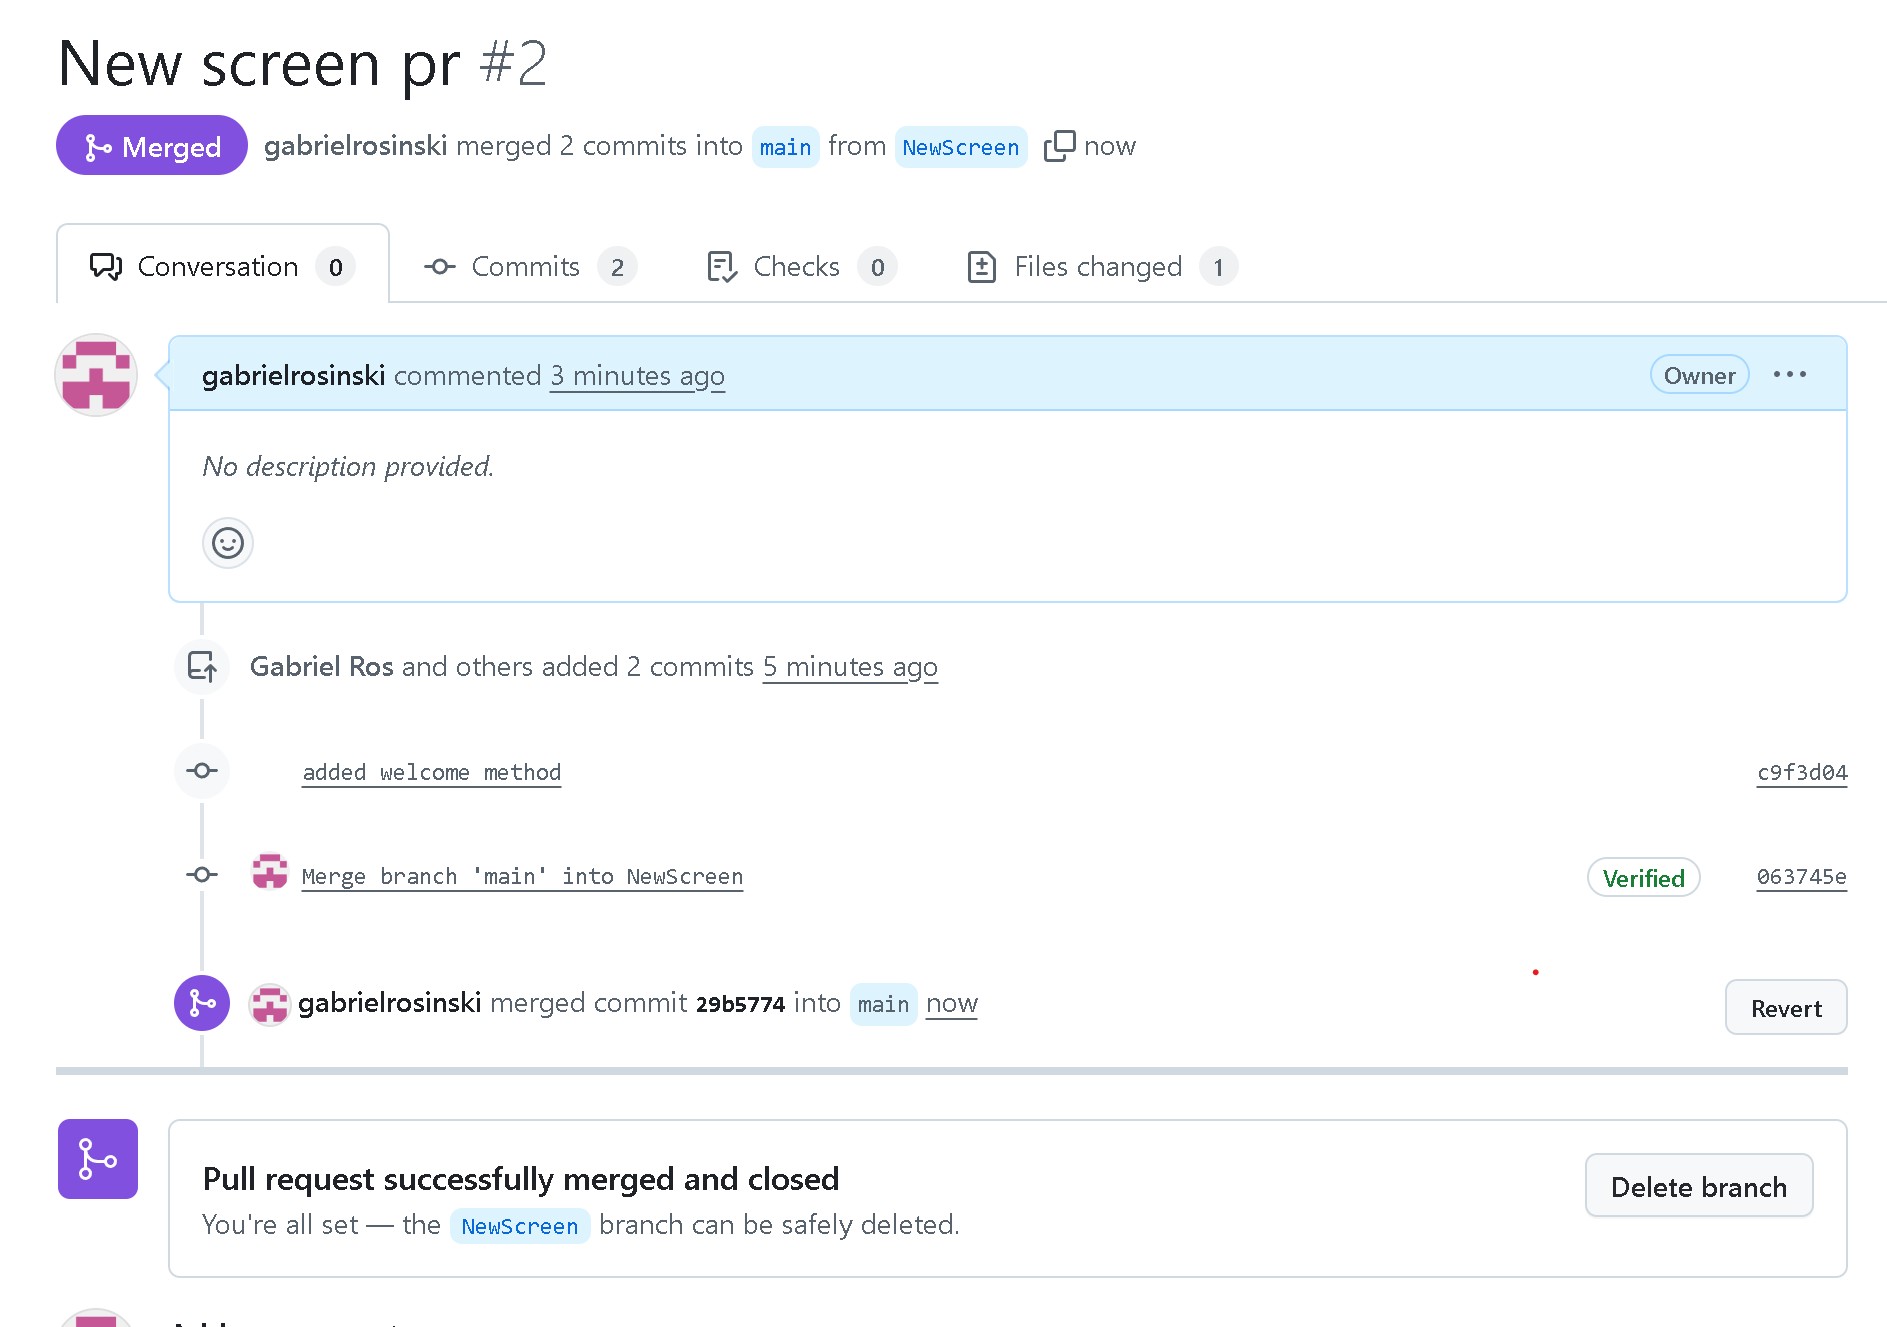 New screen pr #2
Merged gabrielrosinski merged 2 commits into main from NewScreen now
Conversation 0 Commits 2 Checks 0 Files changed 1
gabrielrosinski commented 3 minutes ago Owner
No description provided.
Gabriel Ros and others added 2 commits 5 minutes ago
added welcome method c9f3d04
Merge branch 'main' into NewScreen Verified 063745e
gabrielrosinski merged commit 29b5774 into main now Revert
Pull request successfully merged and closed
You're all set — the NewScreen branch can be safely deleted.
Delete branch